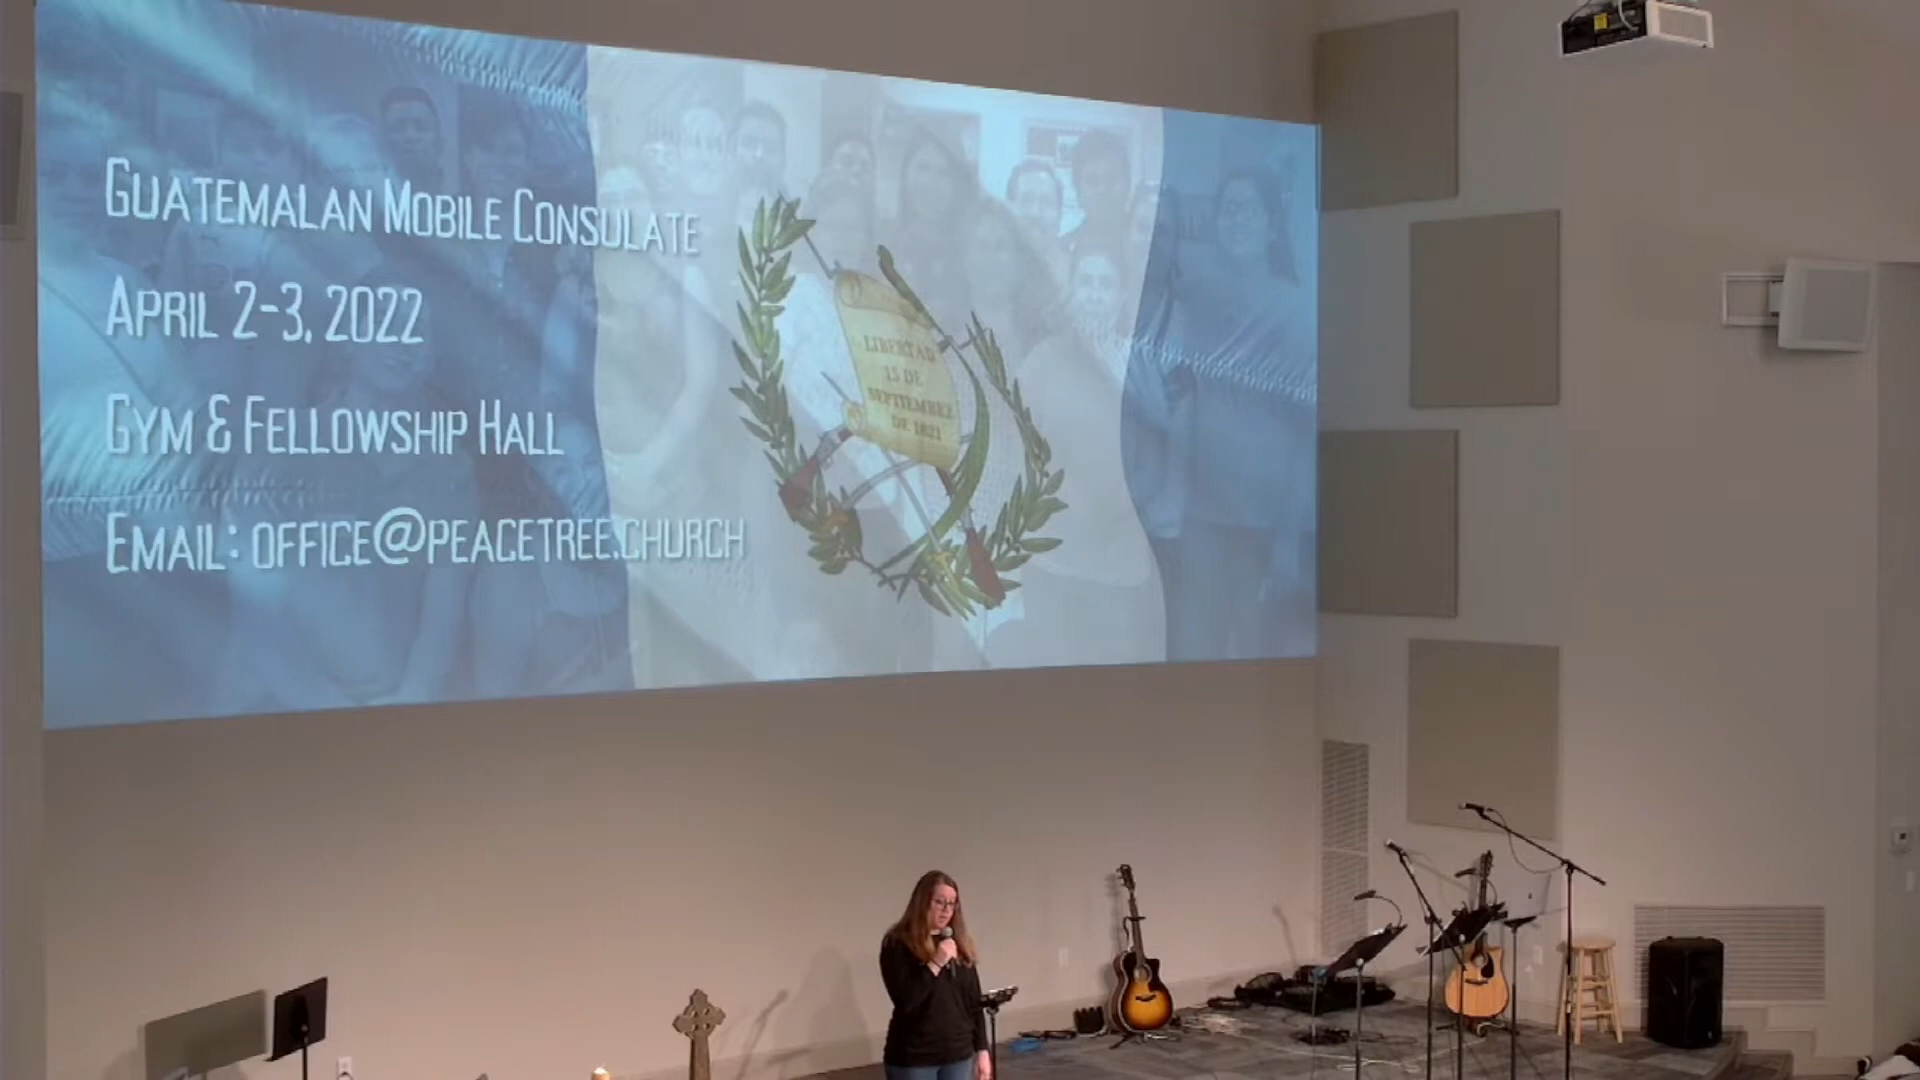 GUATEMALAN MOBILE CONSULATE
APRIL 2-3, 2022
GYM & FELLOWSHIP HALL
EMAIL: OFFICE@PEACETREE.CHURCH
LIBERTAD
15 DE
SEPTIEMBRE
DE 1821